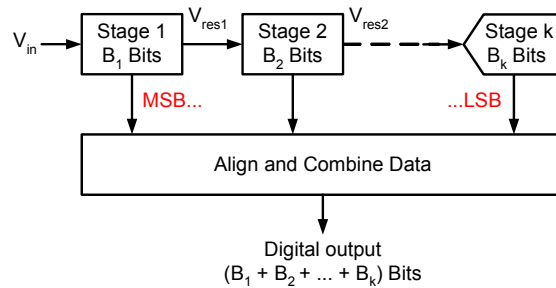 V_in
Stage 1
B_1 Bits
V_res1
Stage 2
B_2 Bits
V_res2
Stage k
B_k Bits
MSB...
...LSB
Align and Combine Data
Digital output
(B_1 + B_2 + ... + B_k) Bits